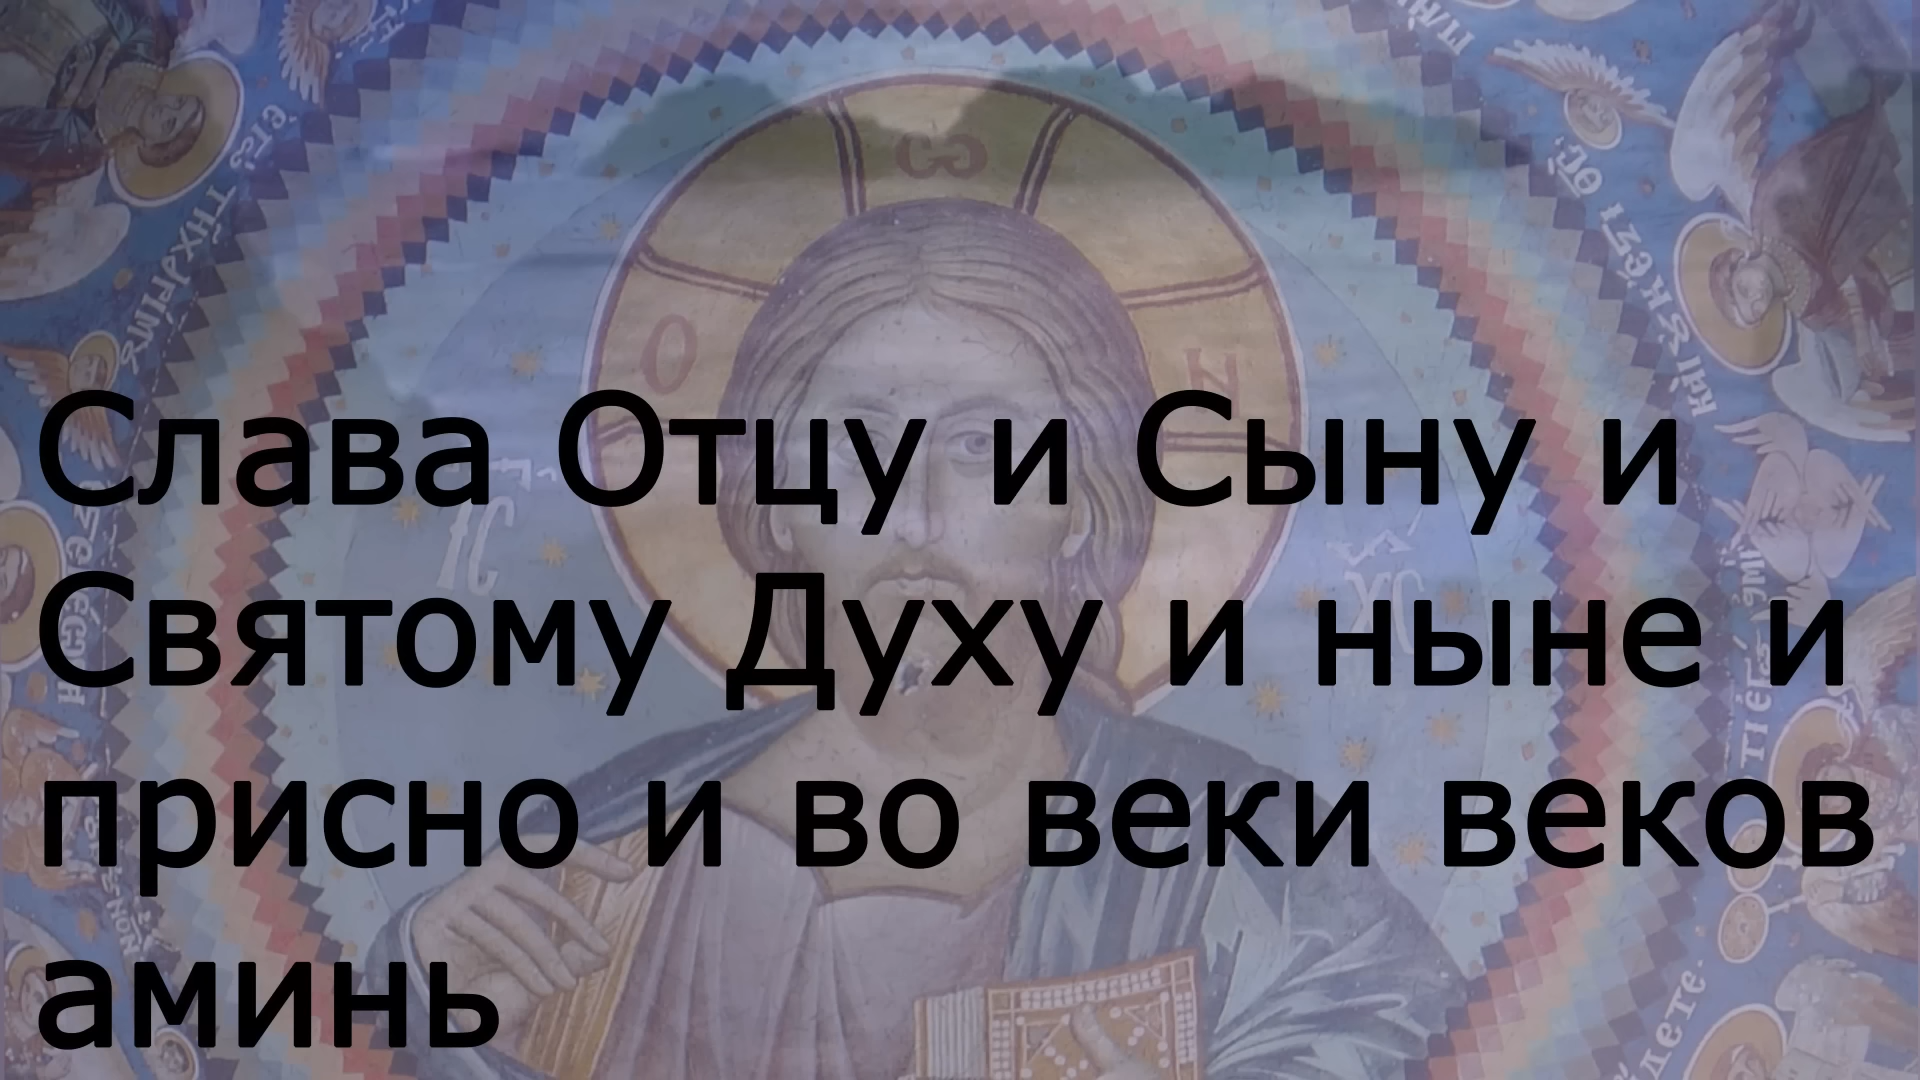 Слава Отцу и Сыну и
Святому Духу и ныне и
присно и во веки веков
аминь